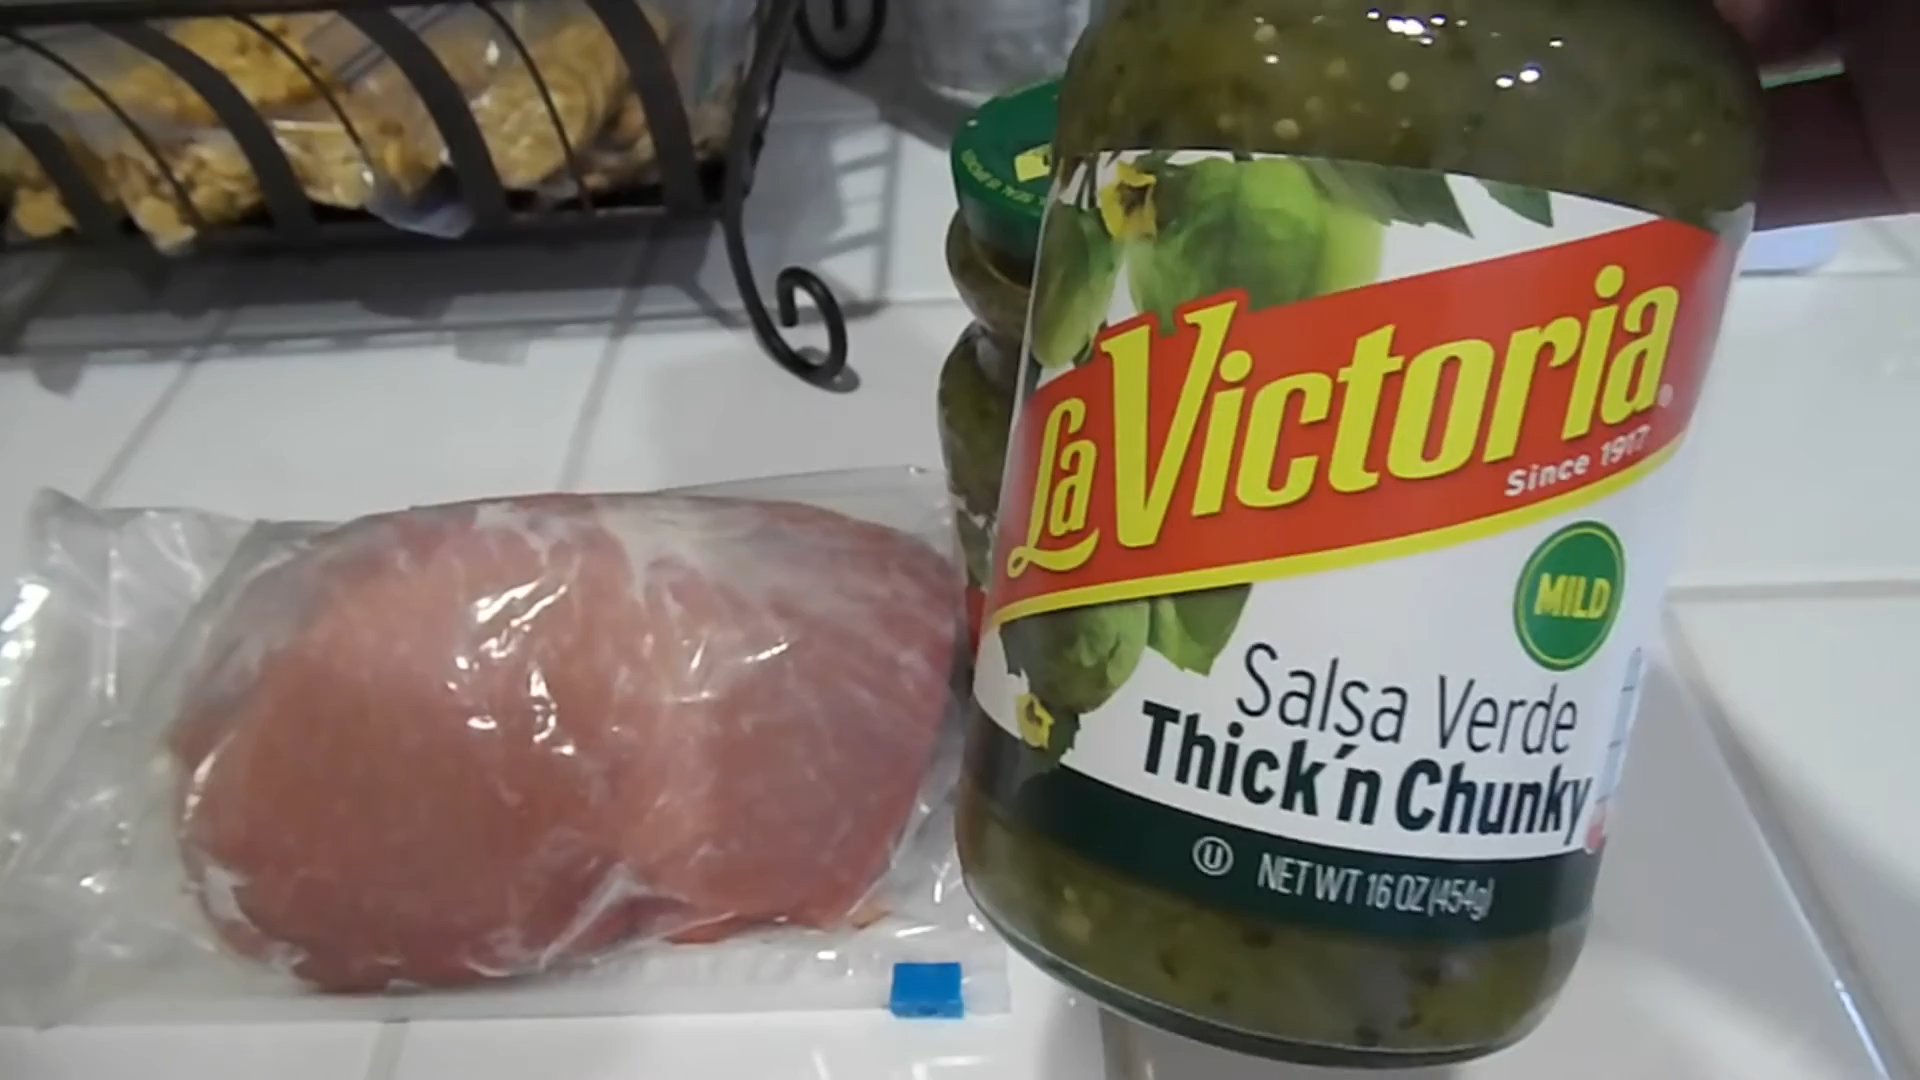 La Victoria®
Since 1917
MILD
Salsa Verde
Thick'n Chunky
U NET WT 16 OZ (454g)